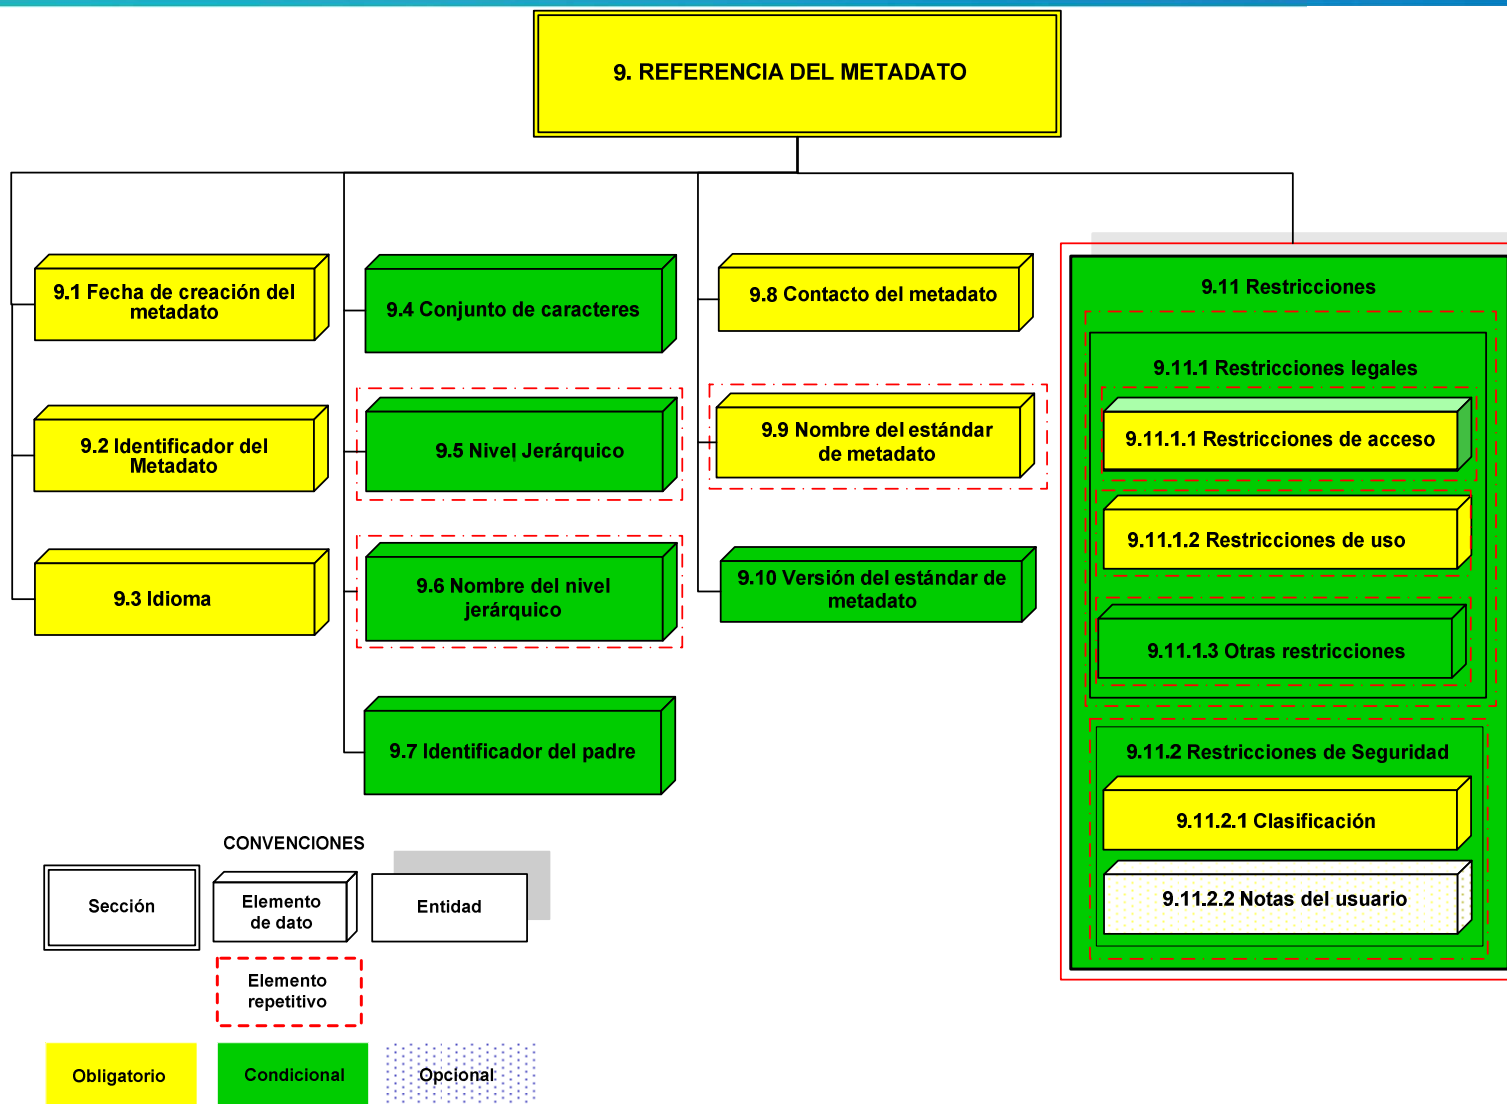 9. REFERENCIA DEL METADATO
9.1 Fecha de creación del
metadato
9.2 Identificador del
Metadato
9.3 Idioma
9.4 Conjunto de caracteres
9.5 Nivel Jerárquico
9.6 Nombre del nivel
jerárquico
9.7 Identificador del padre
9.8 Contacto del metadato
9.9 Nombre del estándar
de metadato
9.10 Versión del estándar de
metadato
9.11 Restricciones
9.11.1 Restricciones legales
9.11.1.1 Restricciones de acceso
9.11.1.2 Restricciones de uso
9.11.1.3 Otras restricciones
9.11.2 Restricciones de Seguridad
9.11.2.1 Clasificación
9.11.2.2 Notas del usuario
CONVENCIONES
Sección
Elemento
de dato
Entidad
Elemento
repetitivo
Obligatorio
Condicional
Opcional